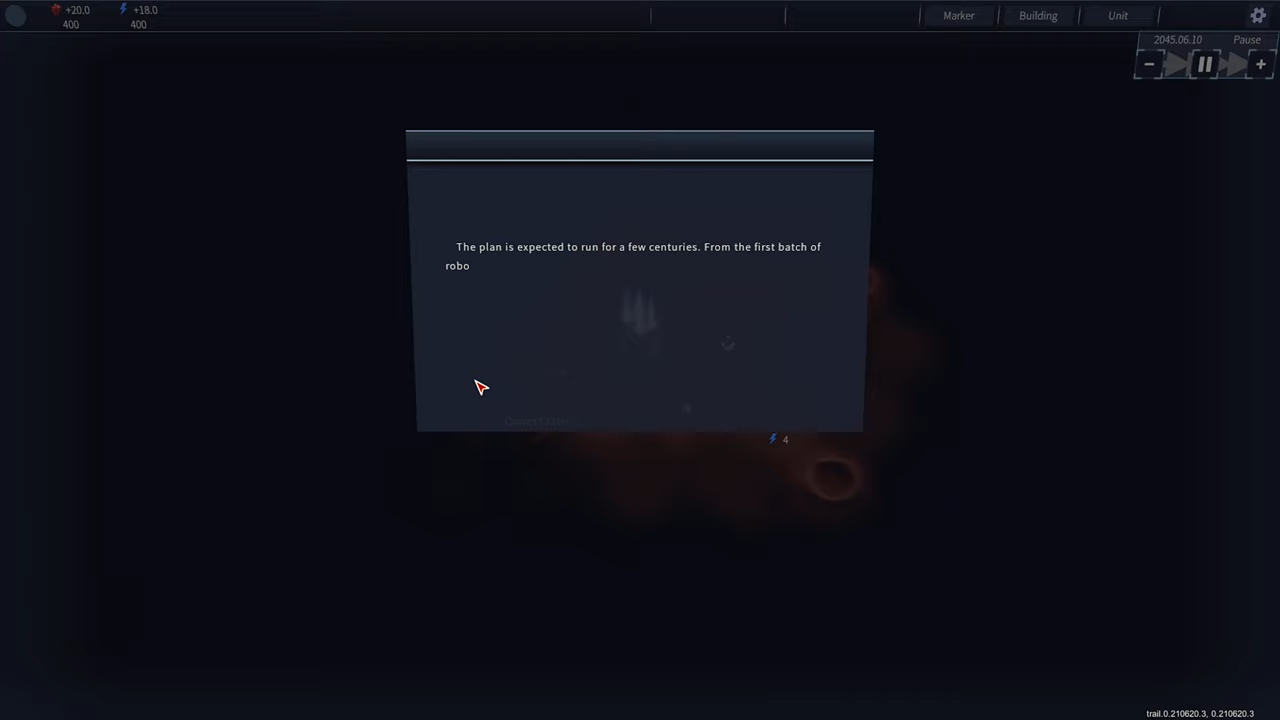 +20.0 +18.0
400 400
Marker Building Unit
2045.06.10 Pause
The plan is expected to run for a few centuries. From the first batch of
robo
4
trail.0.210620.3, 0.210620.3